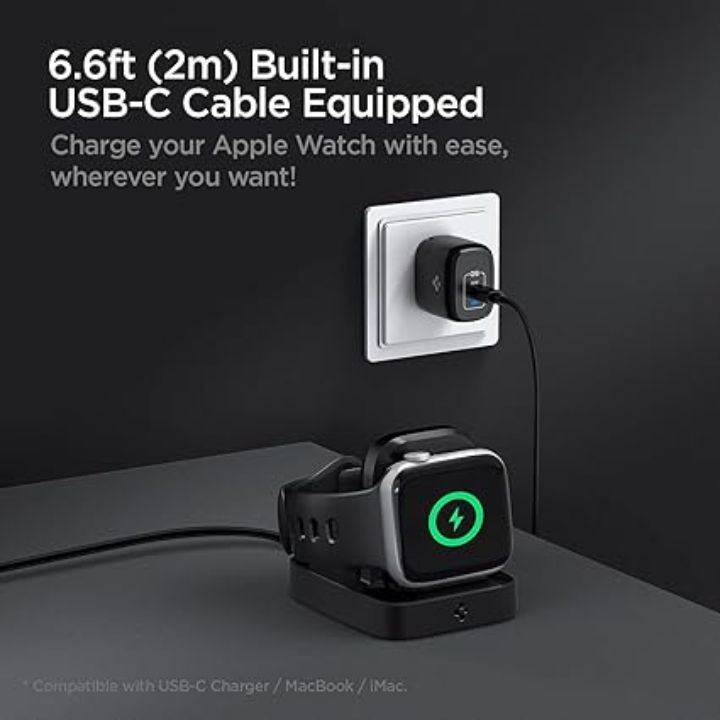 6.6ft (2m) Built-in
USB-C Cable Equipped
Charge your Apple Watch with ease,
wherever you want!
* Compatible with USB-C Charger / MacBook / iMac.